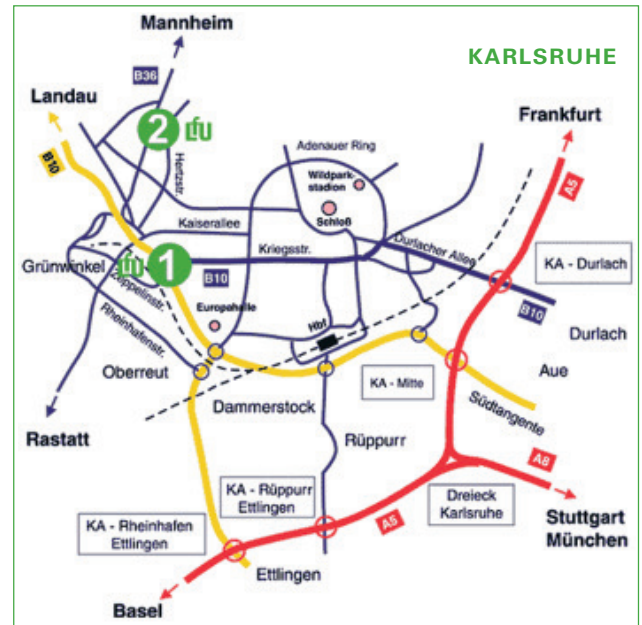 KARLSRUHE
Mannheim
B36
Landau
2
LfU
Frankfurt
B10
Hertzstr.
Adenauer Ring
Wildpark-
stadion
A5
Schloß
Kaiserallee
Durlacher Allee
Kriegsstr.
Grünwinkel
LfU
1
B10
KA - Durlach
Zeppelinstr.
Europahalle
Rheinhafenstr.
Hbf
B10
Durlach
Oberreut
Aue
KA - Mitte
Südtangente
Dammerstock
Rastatt
Rüppurr
A8
KA - Rüppurr
Ettlingen
Dreieck
Karlsruhe
A5
Stuttgart
München
KA - Rheinhafen
Ettlingen
Ettlingen
Basel